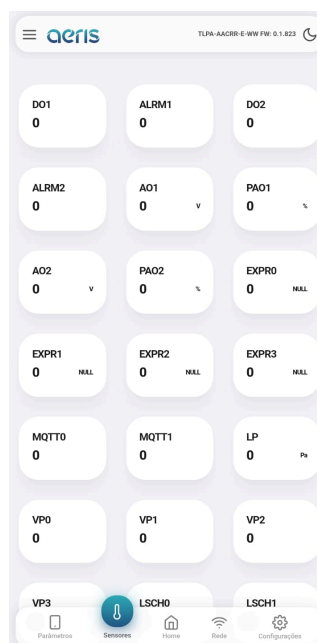 aeris
TLPA-AACRR-E-WW FW: 0.1.823
DO1 ALRM1 DO2
0 0 0
ALRM2 AO1 PAO1
0 0 V 0 %
AO2 PAO2 EXPR0
0 V 0 % 0 NULL
EXPR1 EXPR2 EXPR3
0 NULL 0 NULL 0 NULL
MQTT0 MQTT1 LP
0 0 0 Pa
VP0 VP1 VP2
0 0 0
VP3 LSCH0 LSCH1
Parâmetros Sensores Home Rede Configurações